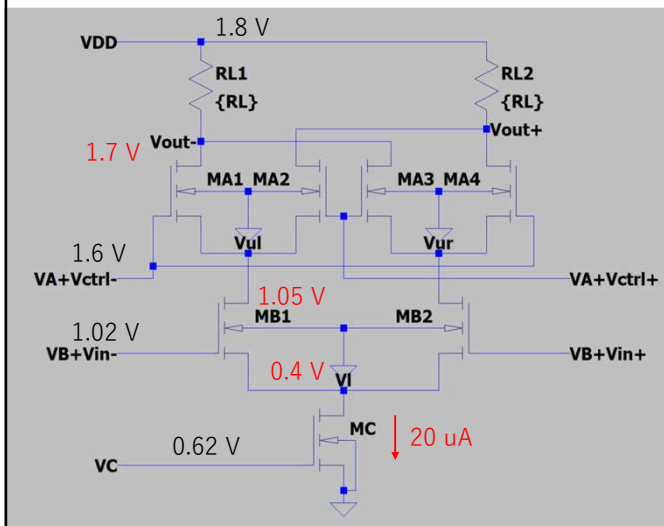 1.8 V
VDD
RL1
{RL}
RL2
{RL}
Vout-
Vout+
1.7 V
MA1 MA2
MA3 MA4
1.6 V
Vul
Vur
VA+Vctrl-
VA+Vctrl+
1.05 V
1.02 V
MB1
MB2
VB+Vin-
VB+Vin+
0.4 V
Vl
0.62 V
MC
20 uA
VC